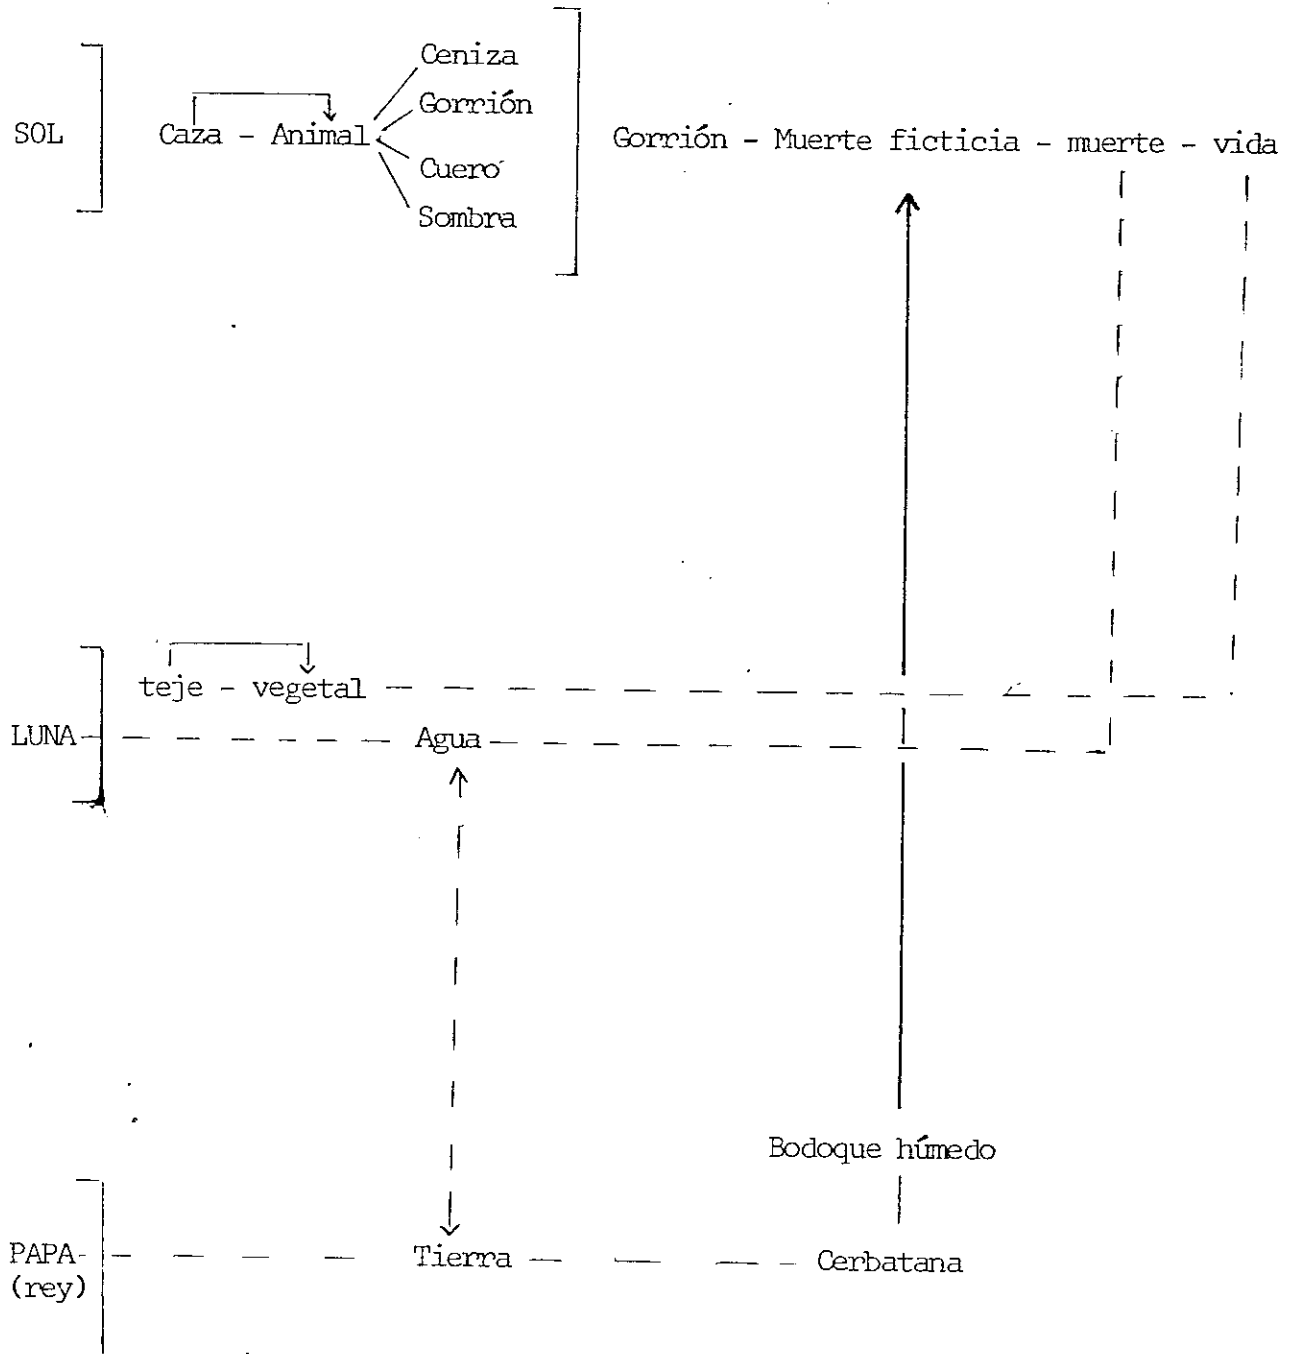 Ceniza
Gorrión
SOL Caza - Animal Gorrión - Muerte ficticia - muerte - vida
Cuero
Sombra
teje - vegetal
LUNA Agua
Bodoque húmedo
PAPA Tierra Cerbatana
(rey)